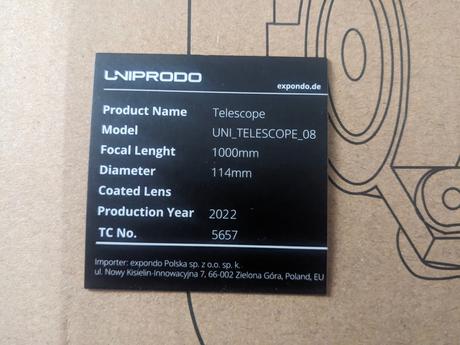 UNIPRODO
expondo.de
Product Name Telescope
Model UNI_TELESCOPE_08
Focal Lenght 1000mm
Diameter 114mm
Coated Lens
Production Year 2022
TC No. 5657
Importer: expondo Polska sp. z o.o. sp. k.
ul. Nowy Kisielin-Innowacyjna 7, 66-002 Zielona Góra, Poland, EU